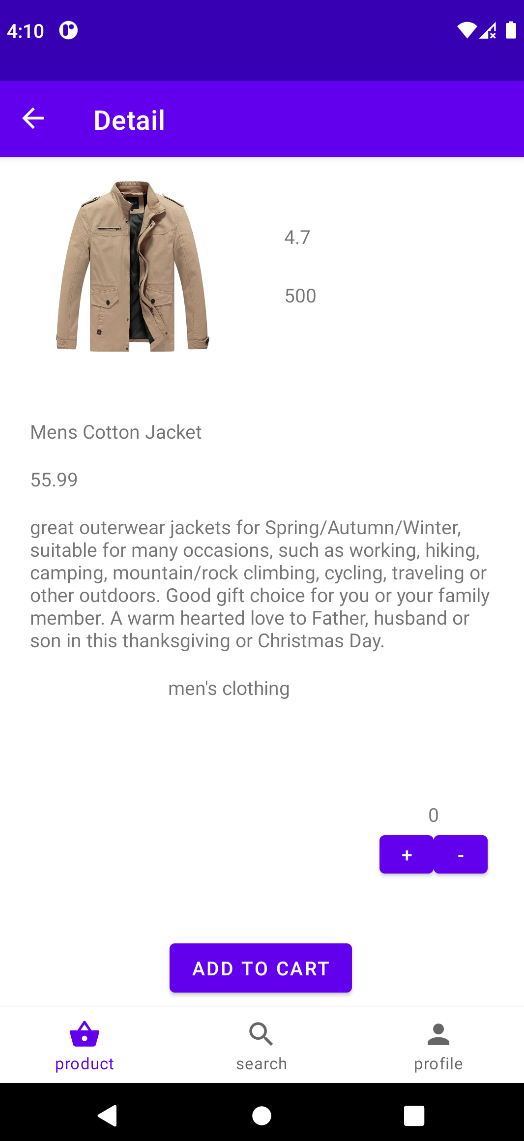 4:10
Detail
4.7
500
Mens Cotton Jacket
55.99
great outerwear jackets for Spring/Autumn/Winter,
suitable for many occasions, such as working, hiking,
camping, mountain/rock climbing, cycling, traveling or
other outdoors. Good gift choice for you or your family
member. A warm hearted love to Father, husband or
son in this thanksgiving or Christmas Day.
men's clothing
0
+ -
ADD TO CART
product search profile